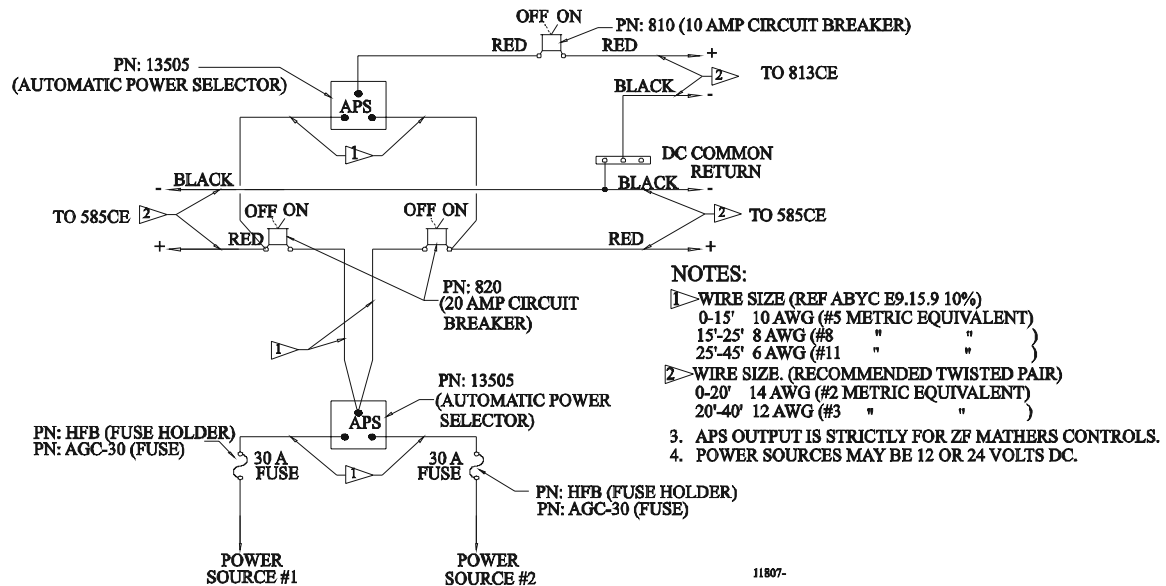 OFF ON
PN: 810 (10 AMP CIRCUIT BREAKER)
RED
RED
+
PN: 13505
(AUTOMATIC POWER SELECTOR)
2
TO 813CE
APS
BLACK
-
1
DC COMMON
RETURN
-
BLACK
BLACK
-
TO 585CE
2
OFF ON
OFF ON
2
TO 585CE
+
RED
RED
+
PN: 820
(20 AMP CIRCUIT
BREAKER)
1
NOTES:
1 WIRE SIZE (REF ABYC E9.15.9 10%)
0-15' 10 AWG (#5 METRIC EQUIVALENT)
15'-25' 8 AWG (#8 " " )
25'-45' 6 AWG (#11 " " )
2 WIRE SIZE. (RECOMMENDED TWISTED PAIR)
0-20' 14 AWG (#2 METRIC EQUIVALENT)
20'-40' 12 AWG (#3 " " )
3. APS OUTPUT IS STRICTLY FOR ZF MATHERS CONTROLS.
4. POWER SOURCES MAY BE 12 OR 24 VOLTS DC.
PN: 13505
(AUTOMATIC POWER
SELECTOR)
APS
PN: HFB (FUSE HOLDER)
PN: AGC-30 (FUSE)
30 A
FUSE
1
30 A
FUSE
PN: HFB (FUSE HOLDER)
PN: AGC-30 (FUSE)
POWER
SOURCE #1
POWER
SOURCE #2
11807-